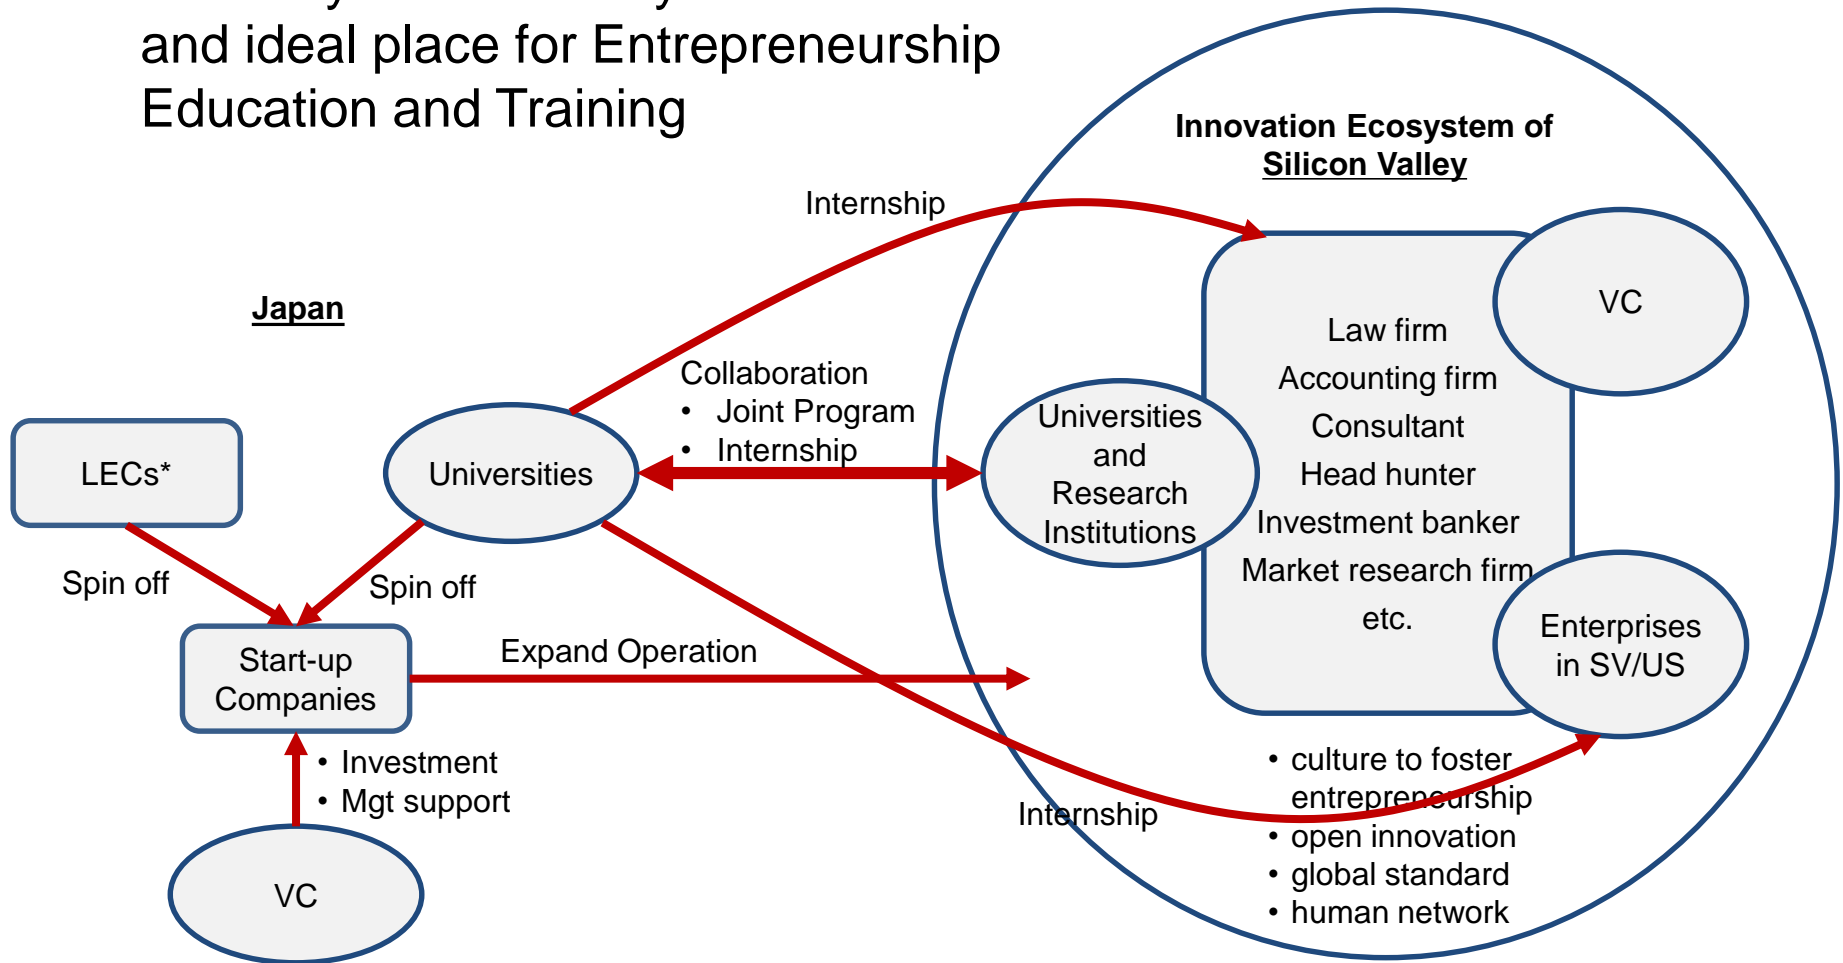 and ideal place for Entrepreneurship
Education and Training
Innovation Ecosystem of
Silicon Valley
Internship
Japan
VC
Law firm
Accounting firm
Consultant
Head hunter
Investment banker
Market research firm
etc.
Collaboration
• Joint Program
• Internship
Universities
and
Research
Institutions
LECs*
Universities
Spin off
Spin off
Start-up
Companies
Expand Operation
Enterprises
in SV/US
• Investment
• Mgt support
VC
Internship
• culture to foster
entrepreneurship
• open innovation
• global standard
• human network